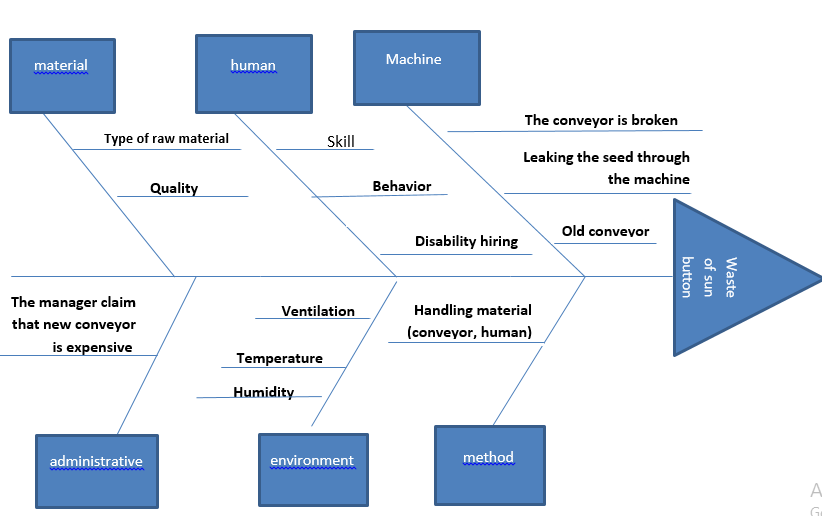 material
human
Machine
Type of raw material
Quality
Skill
Behavior
Disability hiring
The conveyor is broken
Leaking the seed through
the machine
Old conveyor
Waste
of sun
button
The manager claim
that new conveyor
is expensive
Ventilation
Temperature
Humidity
Handling material
(conveyor, human)
administrative
environment
method